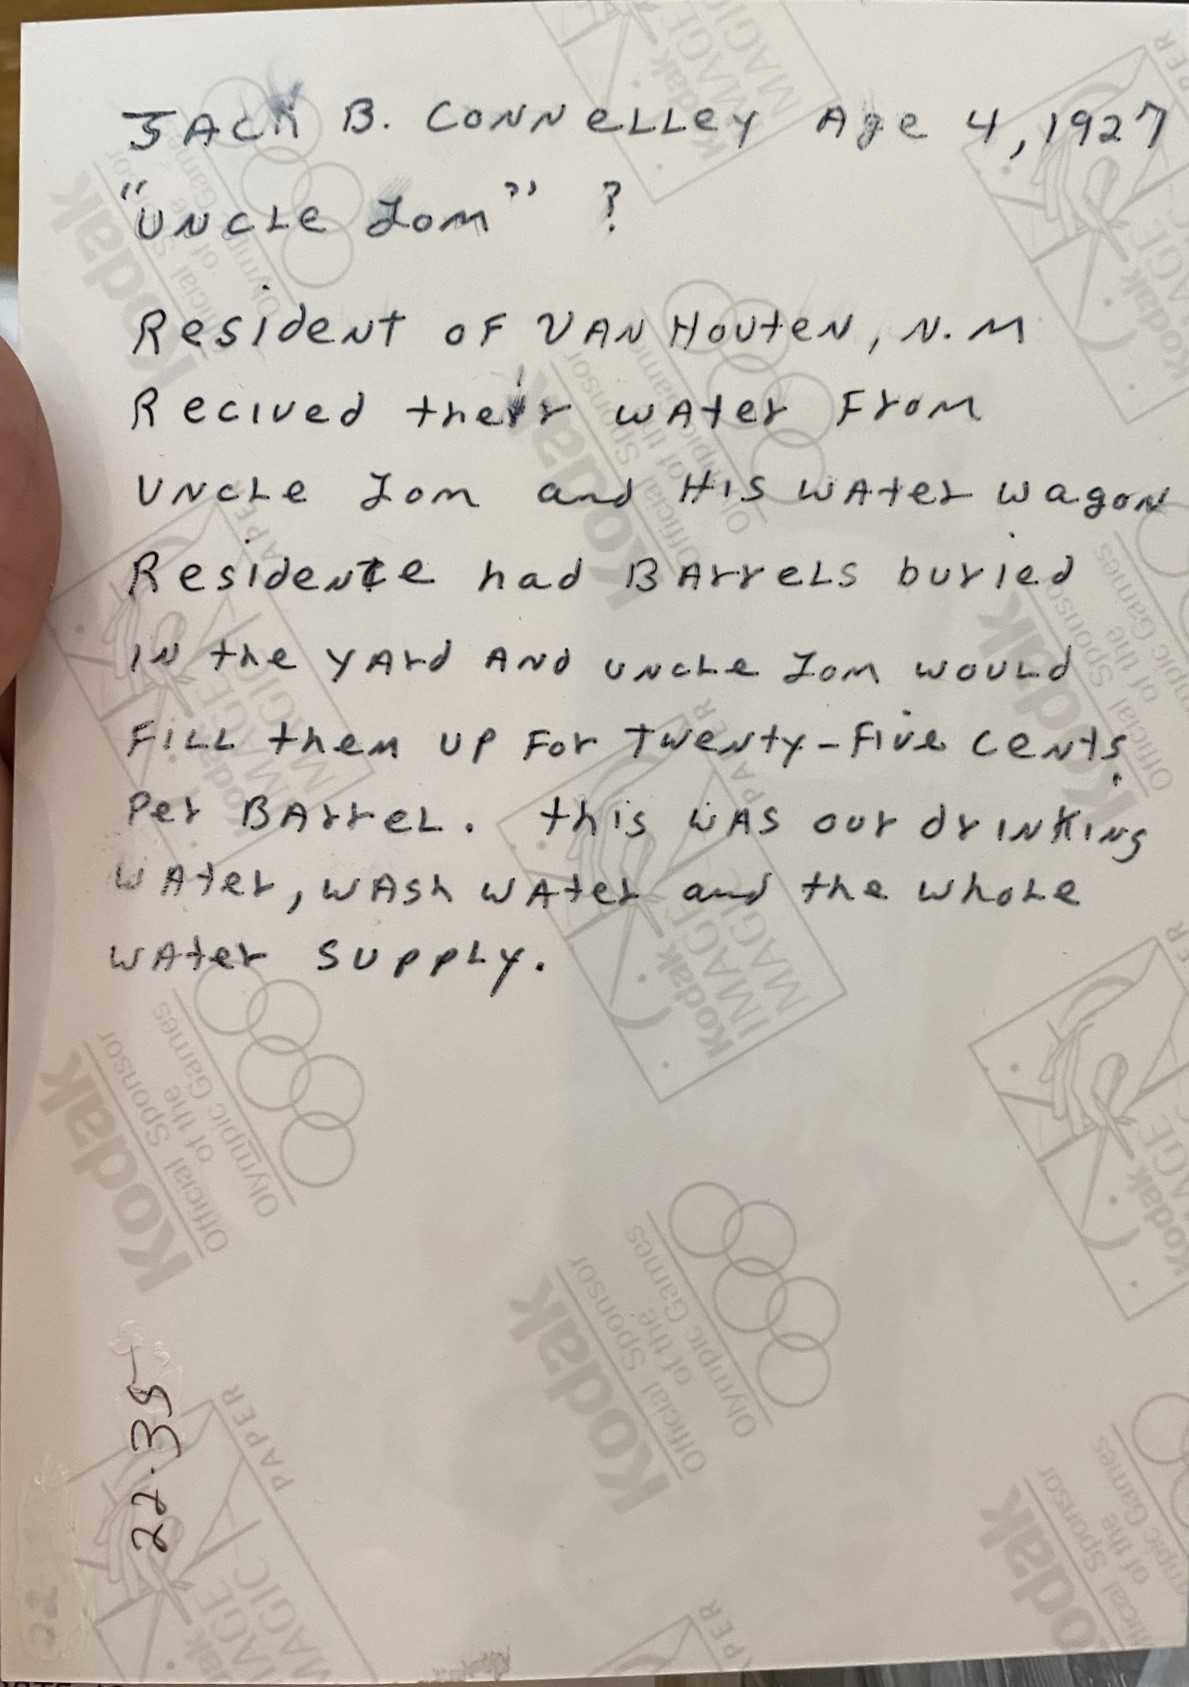 JACK B. CONNELLEY Age 4, 1927
"UNCLE TOM" ?
Resident OF VAN HOUTEN, N.M
Recived their WATER From
UNCLE TOM and HIS WATER WAGON
Residence had BARRELS buried
IN the YARD AND UNCLE TOM WOULD
FILL them UP For TWENTY-FIVE CENTS
Per BARREL. this WAS our drINKING
WATER, WASH WATER and the WHOLE
WATER SUPPLY.
22.35
Kodak
Official Sponsor
of the
Olympic Games
Kodak
IMAGE
MAGIC
PAPER